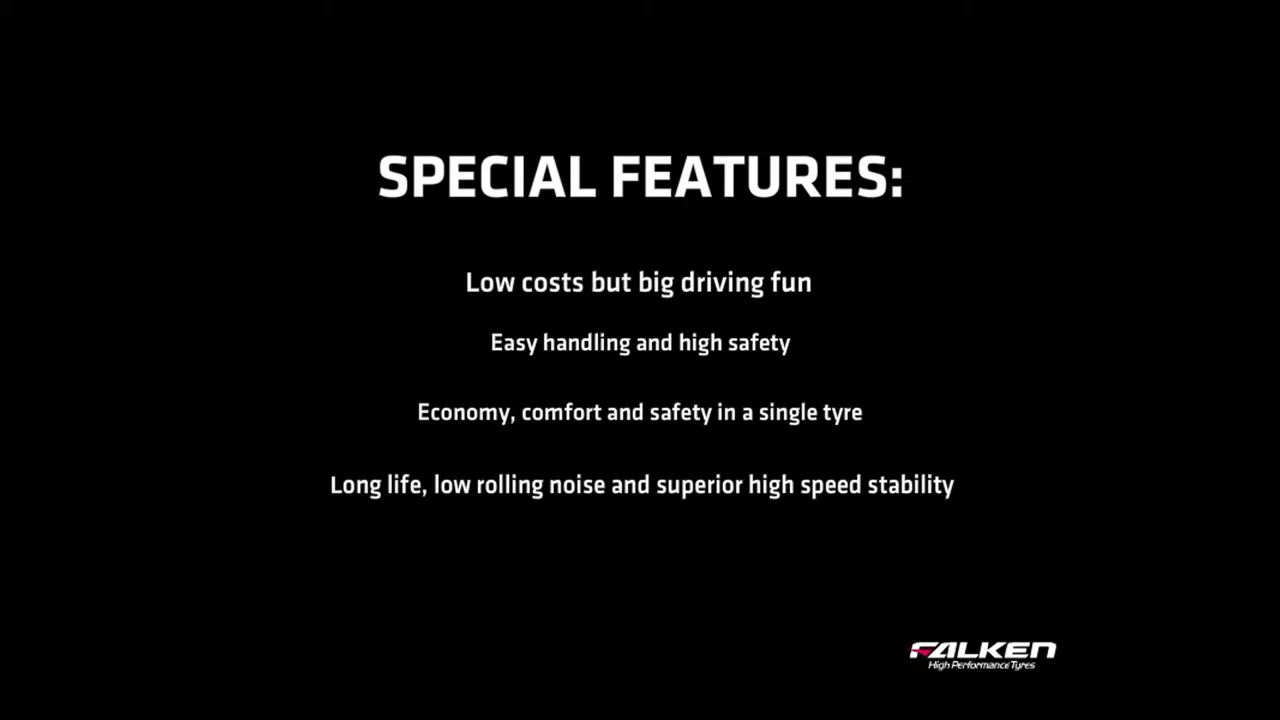 SPECIAL FEATURES:
Low costs but big driving fun
Easy handling and high safety
Economy, comfort and safety in a single tyre
Long life, low rolling noise and superior high speed stability
FALKEN
High Performance Tyres